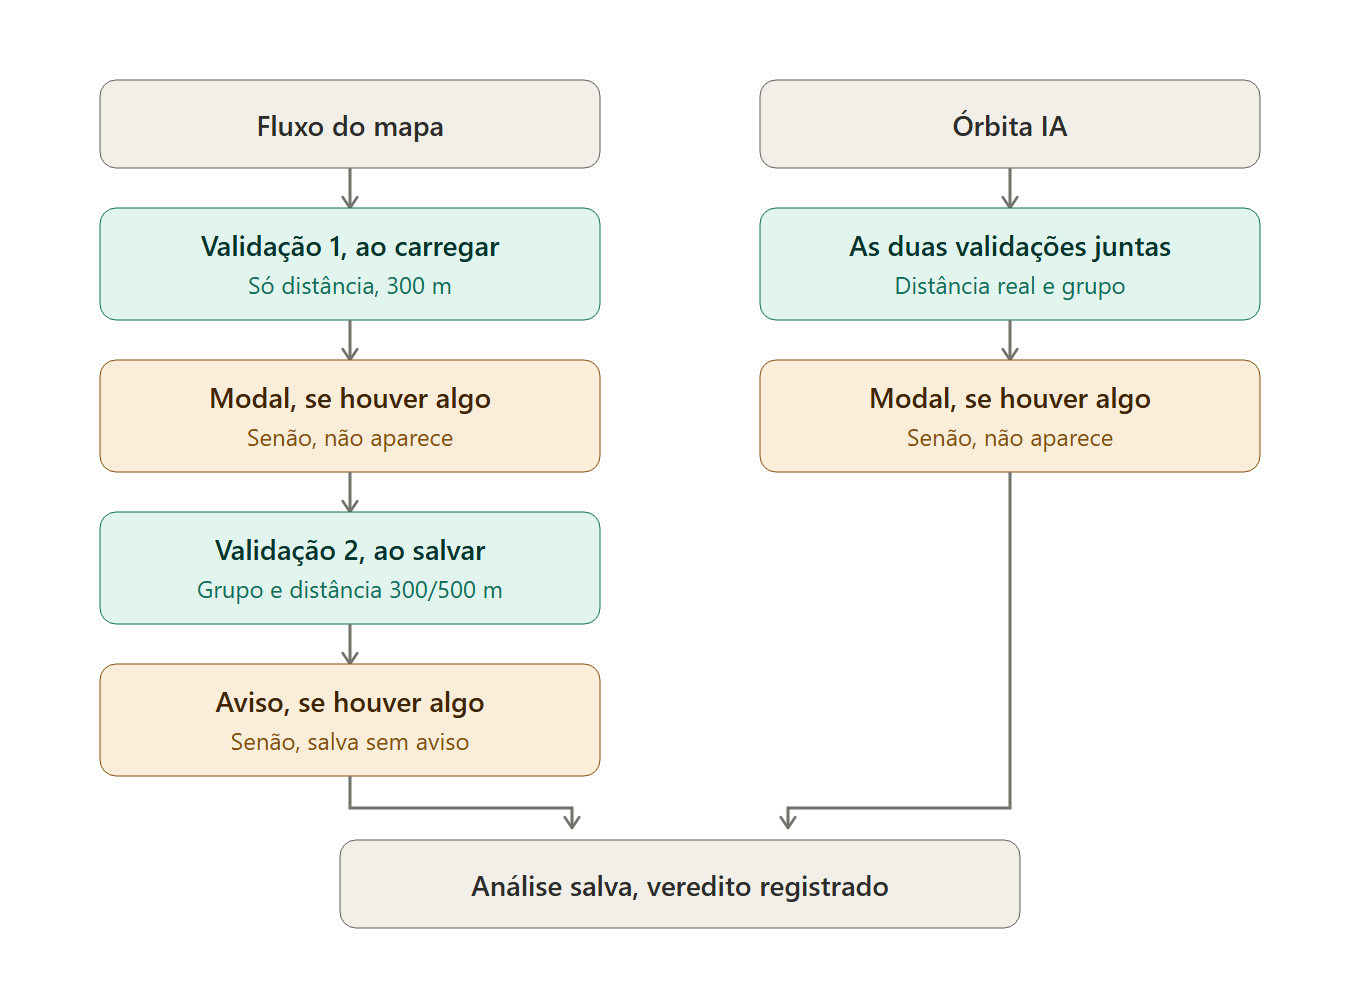 Fluxo do mapa
Validação 1, ao carregar
Só distância, 300 m
Modal, se houver algo
Senão, não aparece
Validação 2, ao salvar
Grupo e distância 300/500 m
Aviso, se houver algo
Senão, salva sem aviso
Órbita IA
As duas validações juntas
Distância real e grupo
Modal, se houver algo
Senão, não aparece
Análise salva, veredito registrado